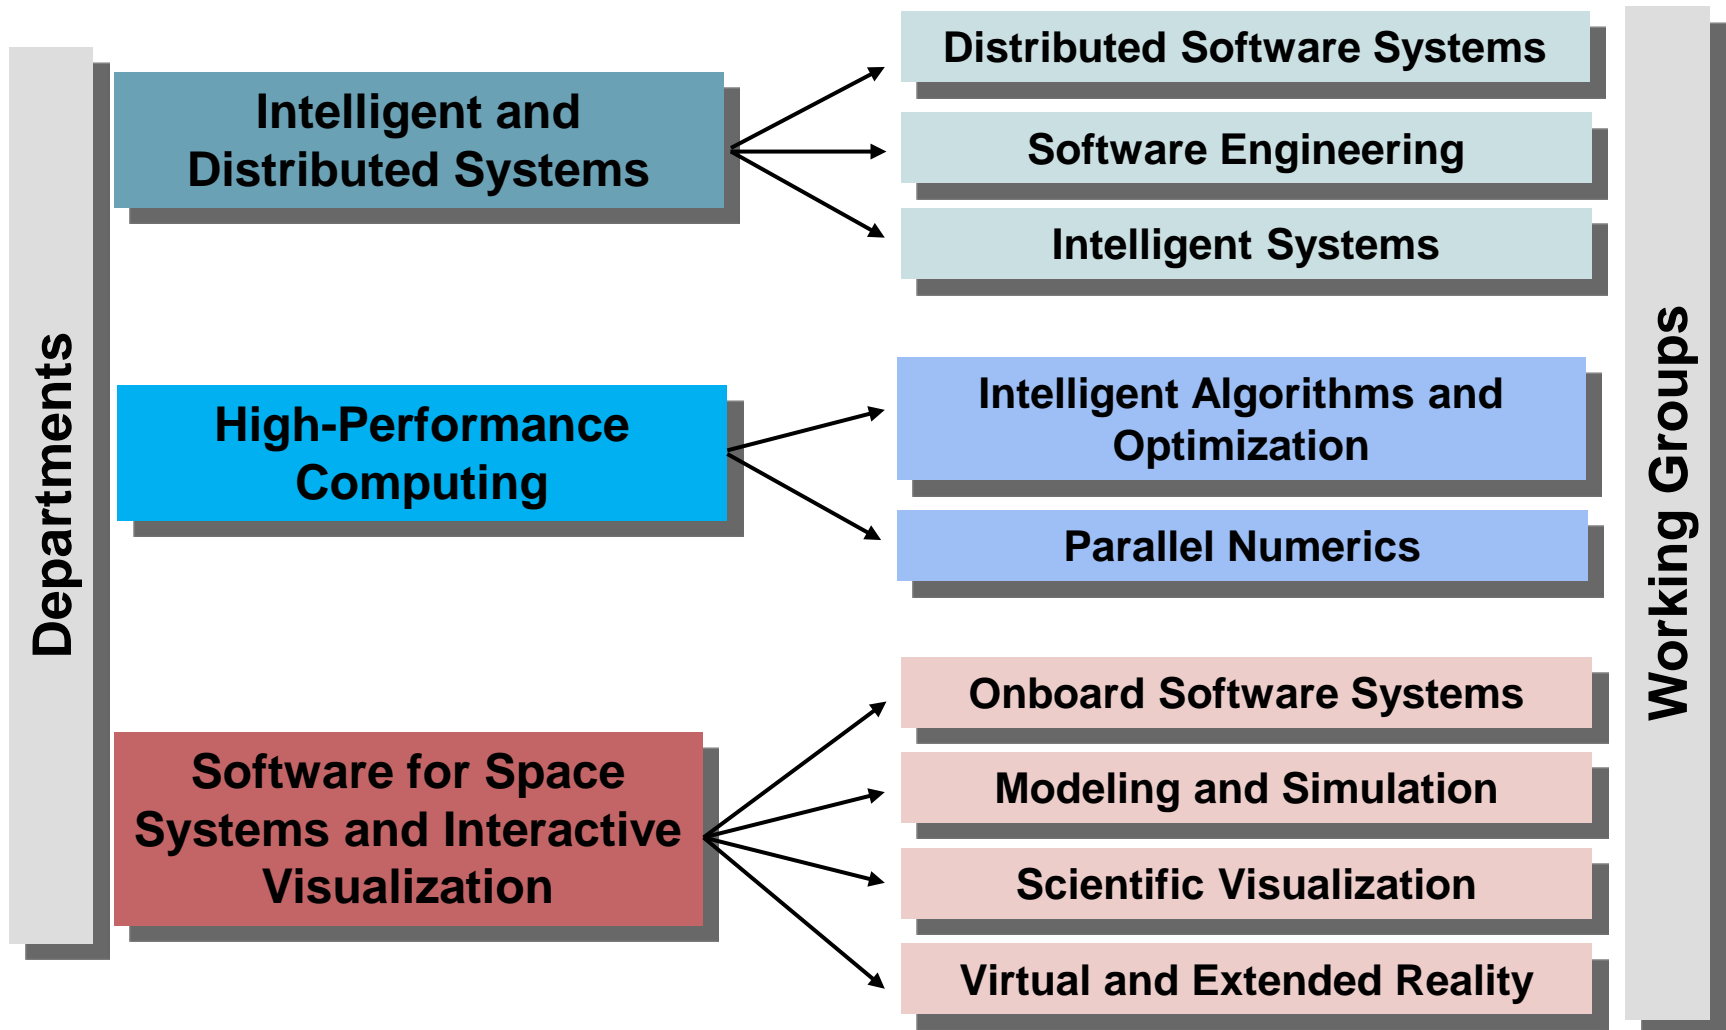 Departments
Intelligent and
Distributed Systems
Distributed Software Systems
Software Engineering
Intelligent Systems
High-Performance
Computing
Intelligent Algorithms and
Optimization
Parallel Numerics
Software for Space
Systems and Interactive
Visualization
Onboard Software Systems
Modeling and Simulation
Scientific Visualization
Virtual and Extended Reality
Working Groups